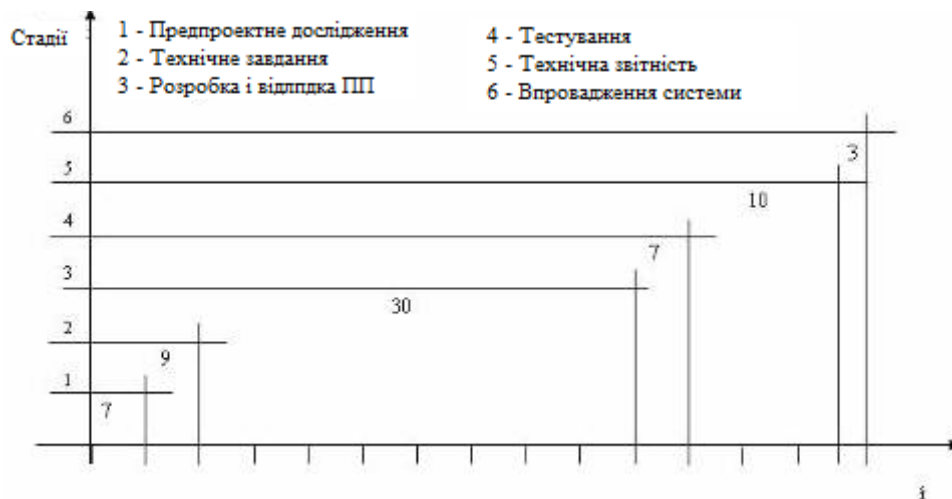 Стадії
1 - Предпроектне дослідження
2 - Технічне завдання
3 - Розробка і відлпдка ПП
4 - Тестування
5 - Технічна звітність
6 - Впровадження системи
6
3
5
10
4
7
3
30
2
9
1
7
i